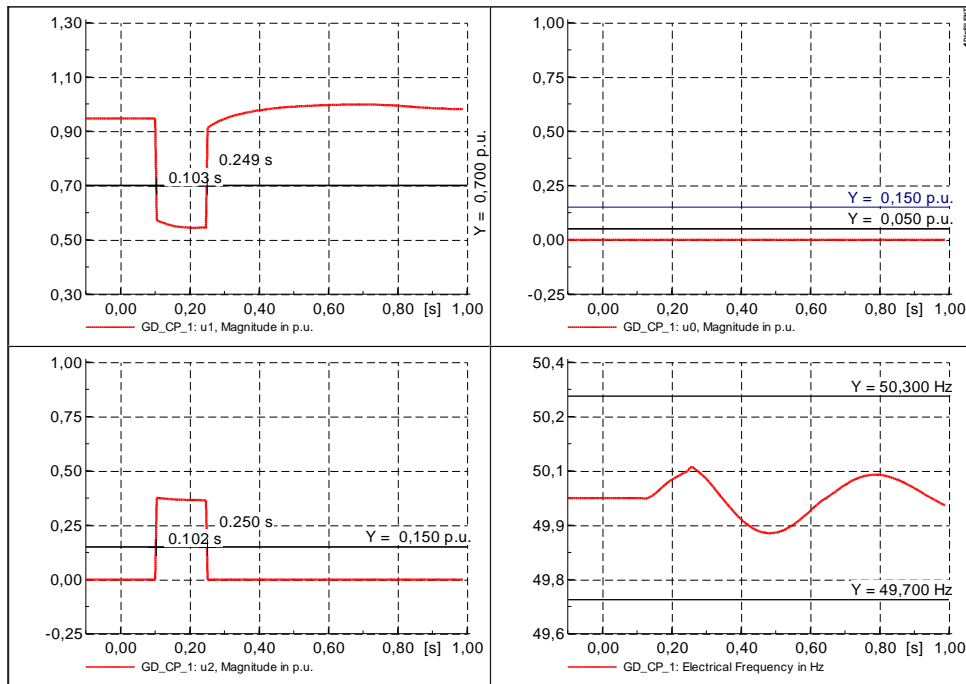 1,30
1,10
0,90
0,70
0,50
0,30
0.249 s
0.103 s
Y = 0,700 p.u.
0,00 0,20 0,40 0,60 0,80 [s] 1,00
GD_CP_1: u1, Magnitude in p.u.
1,00
0,75
0,50
0,25
0,00
-0,25
Y = 0,150 p.u.
Y = 0,050 p.u.
0,00 0,20 0,40 0,60 0,80 [s] 1,00
GD_CP_1: u0, Magnitude in p.u.
1,00
0,75
0,50
0,25
0,00
-0,25
0.250 s
0.102 s
Y = 0,150 p.u.
0,00 0,20 0,40 0,60 0,80 [s] 1,00
GD_CP_1: u2, Magnitude in p.u.
50,4
50,2
50,1
49,9
49,8
49,6
Y = 50,300 Hz
Y = 49,700 Hz
0,00 0,20 0,40 0,60 0,80 [s] 1,00
GD_CP_1: Electrical Frequency in Hz